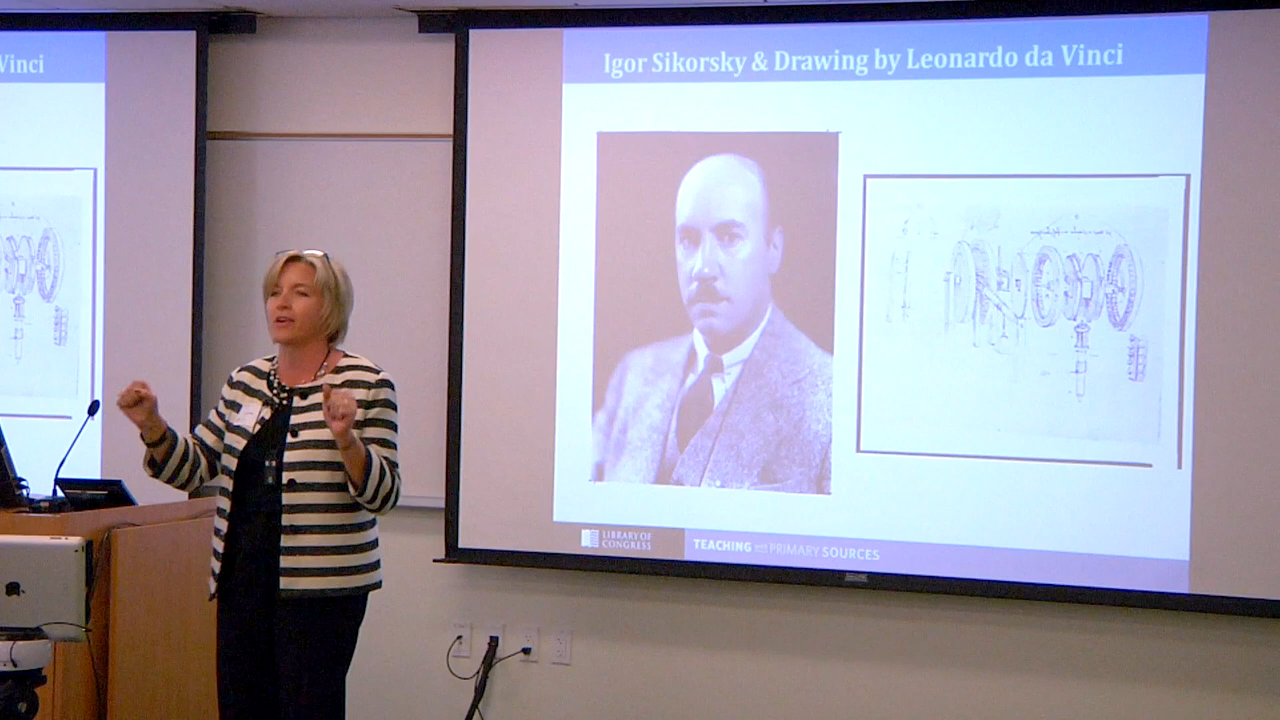 Vinci
Igor Sikorsky & Drawing by Leonardo da Vinci
LIBRARY OF
CONGRESS
TEACHING with PRIMARY SOURCES